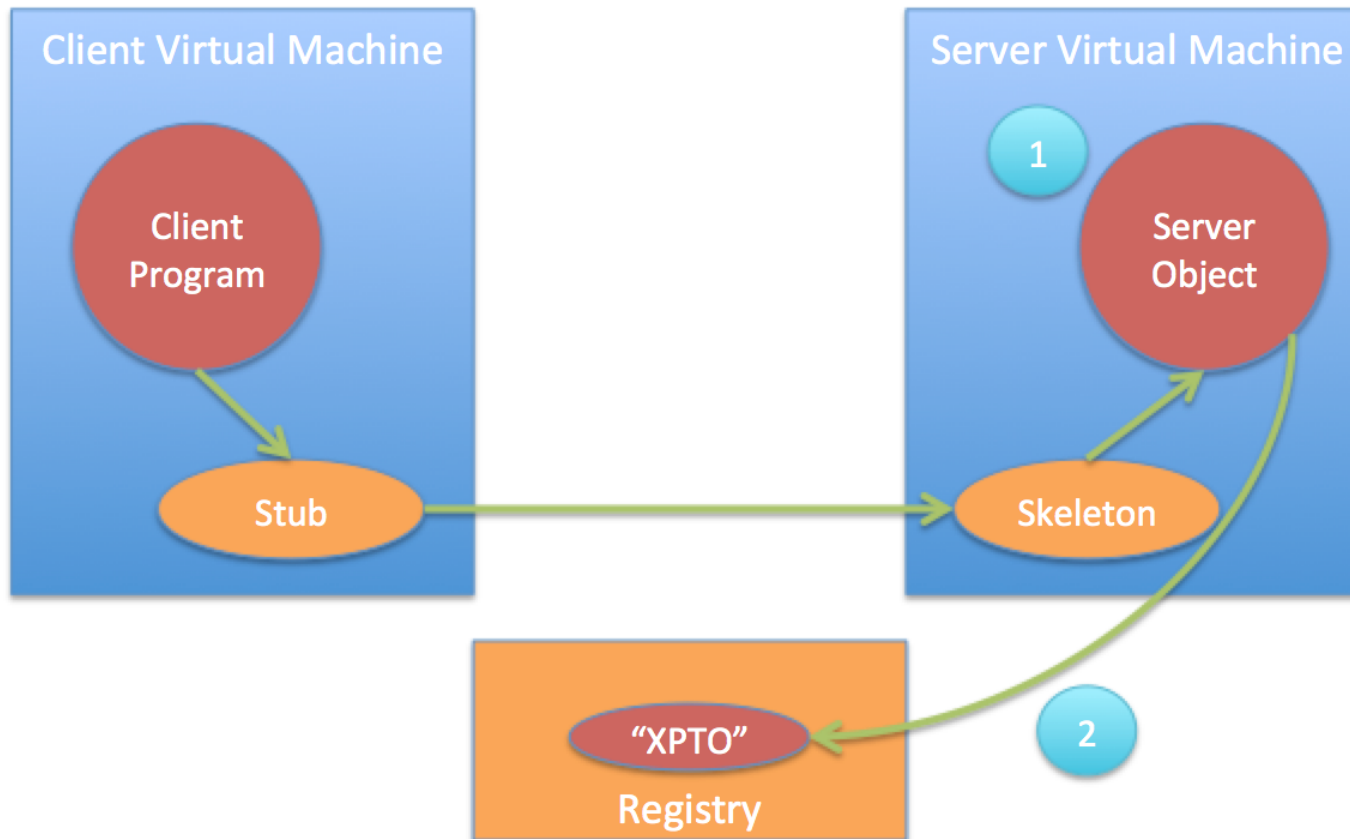 Client Virtual Machine
Server Virtual Machine
1
Client
Program
Server
Object
Stub
Skeleton
“XPTO”
2
Registry